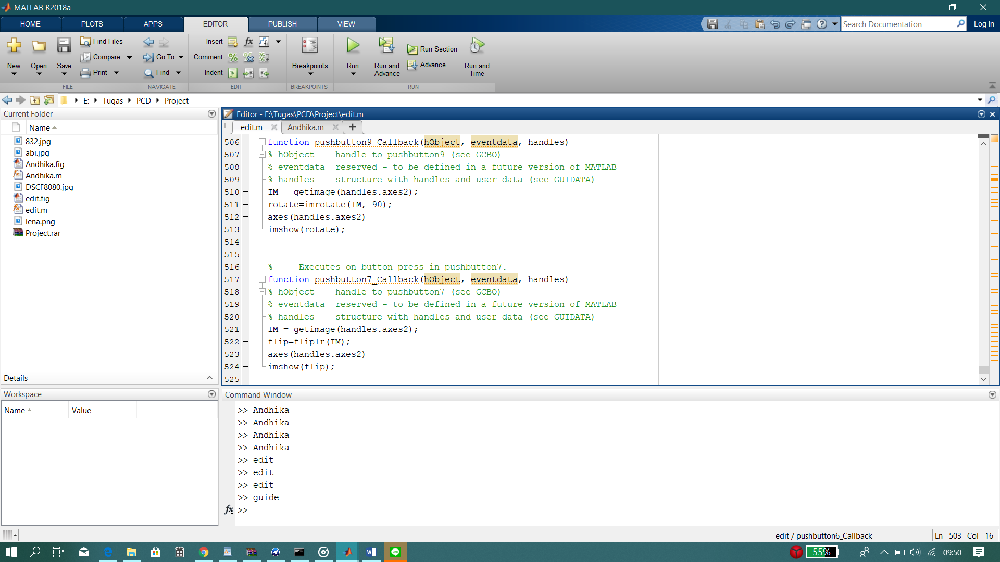 MATLAB R2018a
HOME PLOTS APPS EDITOR PUBLISH VIEW
Search Documentation
Log In
New
Open
Save
Find Files
Compare
Print
FILE
Go To
Find
NAVIGATE
Insert
Comment
Indent
EDIT
Breakpoints
BREAKPOINTS
Run
Run and Advance
Run Section
Advance
Run and Time
RUN
E: Tugas PCD Project
Current Folder
Name
832.jpg
abi.jpg
Andhika.fig
Andhika.m
DSCF8080.jpg
edit.fig
edit.m
lena.png
Project.rar
Details
Workspace
Name Value
Editor - E:\Tugas\PCD\Project\edit.m
edit.m Andhika.m
506 function pushbutton9_Callback(hObject, eventdata, handles)
507 % hObject    handle to pushbutton9 (see GCBO)
508 % eventdata  reserved - to be defined in a future version of MATLAB
509 % handles    structure with handles and user data (see GUIDATA)
510 IM = getimage(handles.axes2);
511 rotate=imrotate(IM,-90);
512 axes(handles.axes2)
513 imshow(rotate);
514
515
516 % --- Executes on button press in pushbutton7.
517 function pushbutton7_Callback(hObject, eventdata, handles)
518 % hObject    handle to pushbutton7 (see GCBO)
519 % eventdata  reserved - to be defined in a future version of MATLAB
520 % handles    structure with handles and user data (see GUIDATA)
521 IM = getimage(handles.axes2);
522 flip=fliplr(IM);
523 axes(handles.axes2)
524 imshow(flip);
525
Command Window
>> Andhika
>> Andhika
>> Andhika
>> Andhika
>> edit
>> edit
>> edit
>> guide
fx >>
edit / pushbutton6_Callback
Ln 503 Col 16
55%
09:50